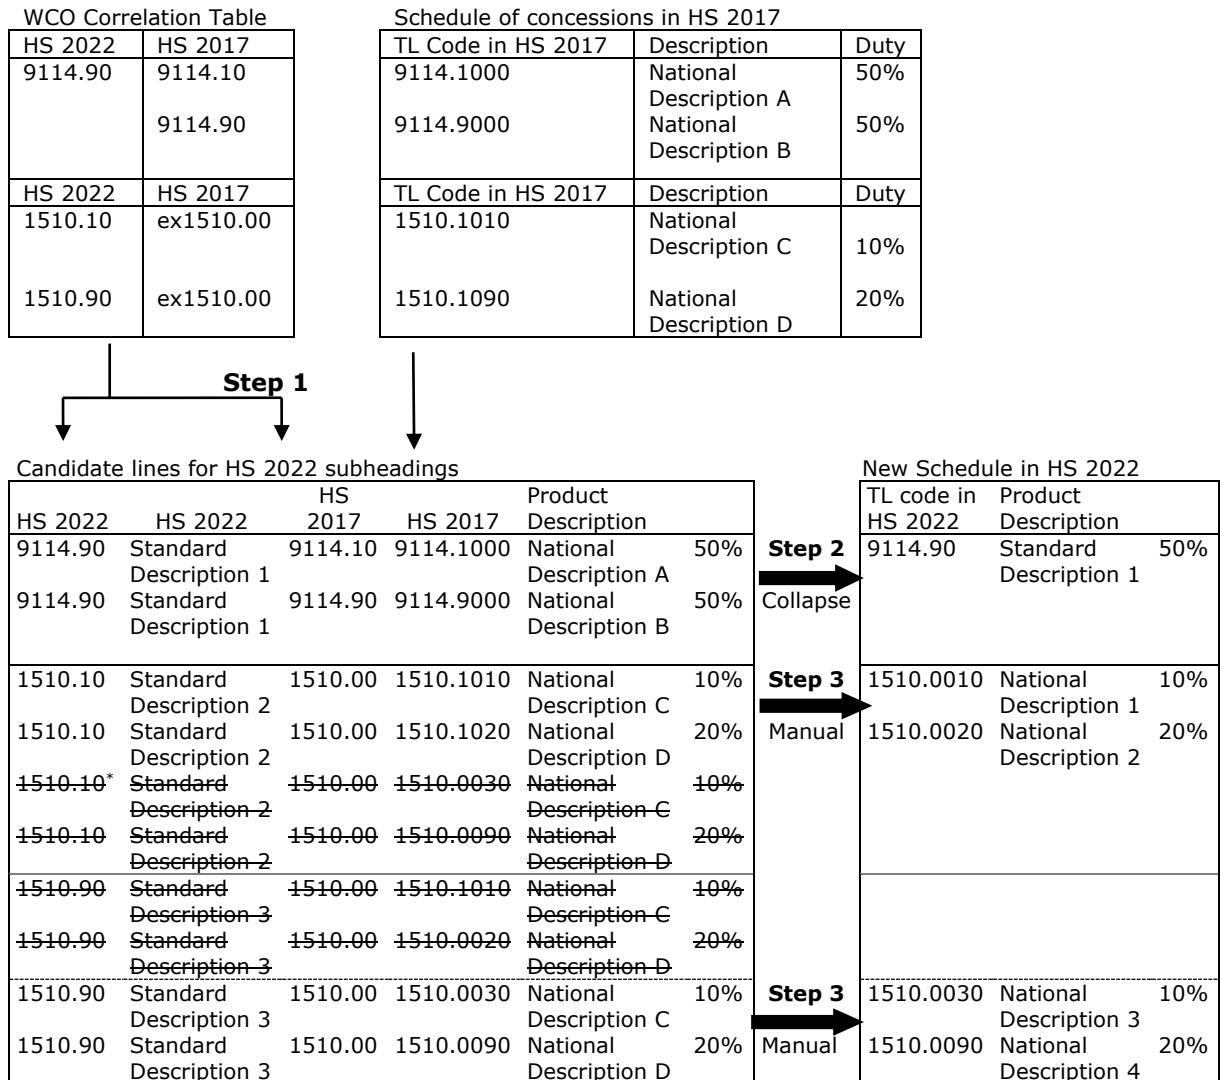 WCO Correlation Table Schedule of concessions in HS 2017
HS 2022 HS 2017 TL Code in HS 2017 Description Duty
9114.90 9114.10 9114.1000 National 50%
Description A
9114.90 9114.9000 National 50%
Description B
HS 2022 HS 2017 TL Code in HS 2017 Description Duty
1510.10 ex1510.00 1510.1010 National
Description C 10%
1510.90 ex1510.00 1510.1090 National 20%
Description D
Step 1
Candidate lines for HS 2022 subheadings New Schedule in HS 2022
HS Product TL code in Product
HS 2022 HS 2022 2017 HS 2017 Description HS 2022 Description
9114.90 Standard 9114.10 9114.1000 National 50% Step 2 9114.90 Standard 50%
Description 1 Description A Description 1
9114.90 Standard 9114.90 9114.9000 National 50% Collapse
Description 1 Description B
1510.10 Standard 1510.00 1510.1010 National 10% Step 3 1510.0010 National 10%
Description 2 Description C Description 1
1510.10 Standard 1510.00 1510.1020 National 20% Manual 1510.0020 National 20%
Description 2 Description D Description 2
1510.10* Standard 1510.00 1510.0030 National 10%
Description 2 Description C
1510.10 Standard 1510.00 1510.0090 National 20%
Description 2 Description D
1510.90 Standard 1510.00 1510.1010 National 10%
Description 3 Description C
1510.90 Standard 1510.00 1510.0020 National 20%
Description 3 Description D
1510.90 Standard 1510.00 1510.0030 National 10% Step 3 1510.0030 National 10%
Description 3 Description C Description 3
1510.90 Standard 1510.00 1510.0090 National 20% Manual 1510.0090 National 20%
Description 3 Description D Description 4